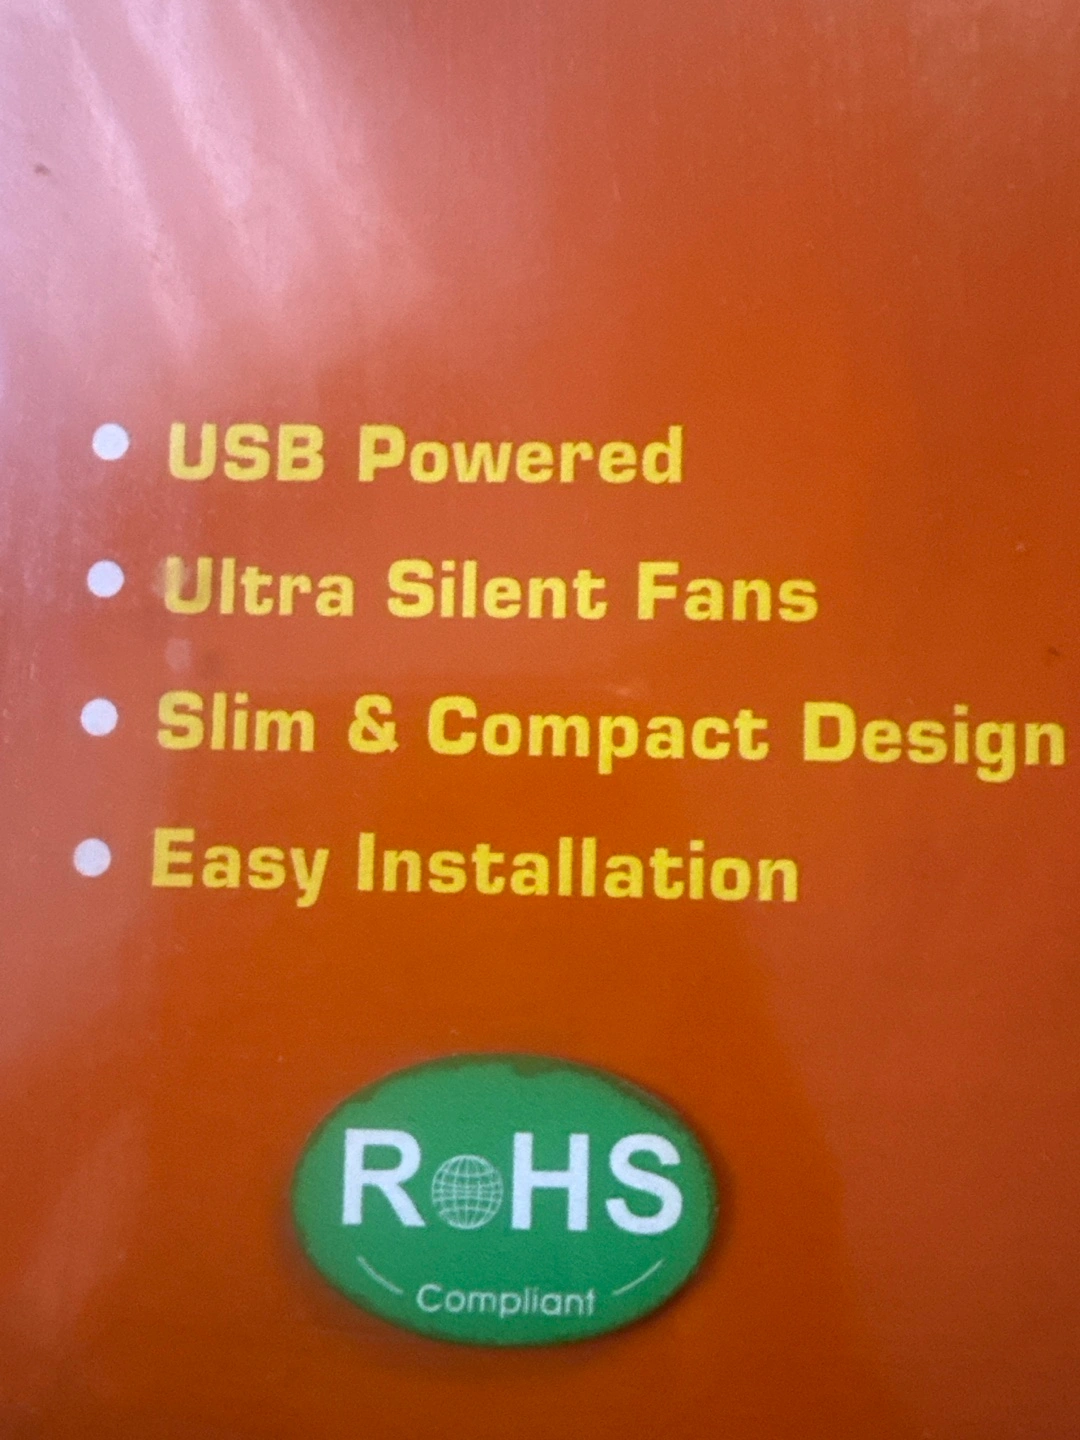 • USB Powered
• Ultra Silent Fans
• Slim & Compact Design
• Easy Installation
RoHS
Compliant